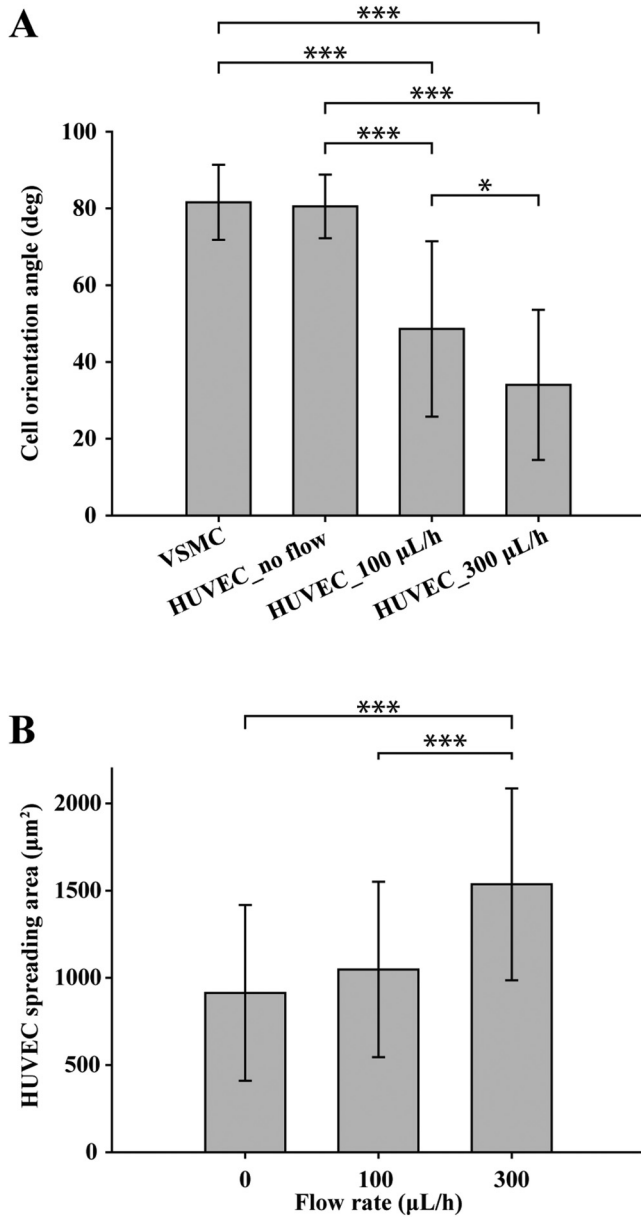 A
***
***
***
***
*
100
80
60
40
20
0
Cell orientation angle (deg)
VSMC
HUVEC_no flow
HUVEC_100 µL/h
HUVEC_300 µL/h
B
***
***
2000
1500
1000
500
0
HUVEC spreading area (µm²)
0 100 300
Flow rate (µL/h)